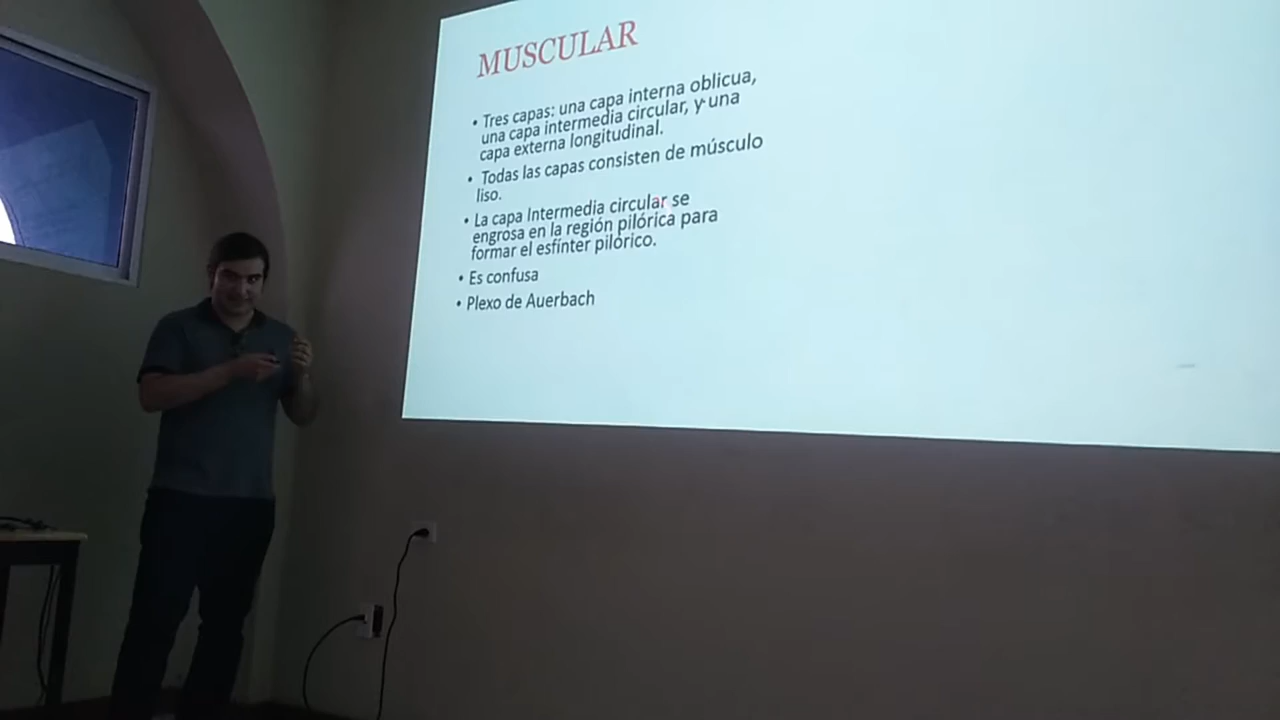 MUSCULAR
• Tres capas: una capa interna oblicua,
una capa intermedia circular, y una
capa externa longitudinal.
• Todas las capas consisten de músculo
liso.
• La capa Intermedia circular se
engrosa en la región pilórica para
formar el esfínter pilórico.
• Es confusa
• Plexo de Auerbach